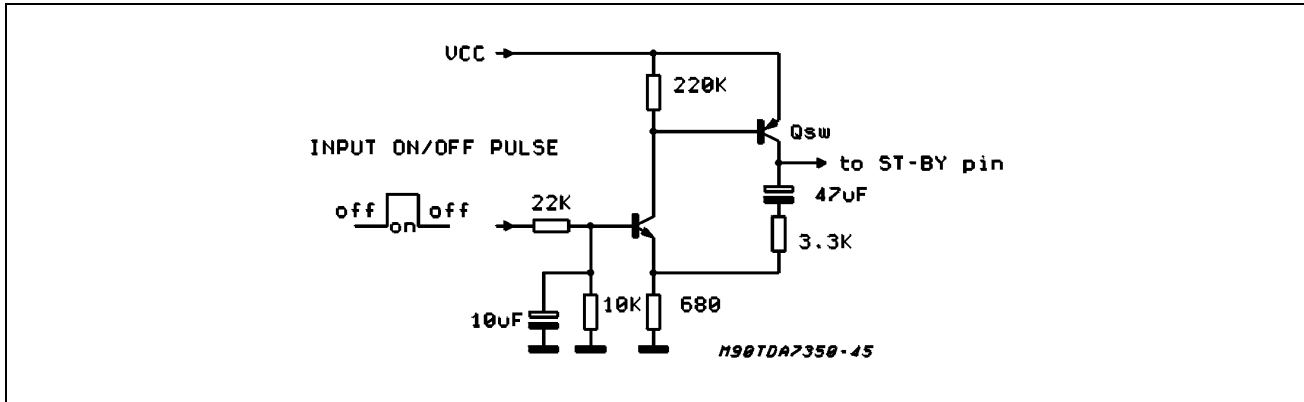 VCC
220K
Qsw
INPUT ON/OFF PULSE
to ST-BY pin
47uF
22K
off on off
3.3K
10K
680
10uF
M90TDA7350-45